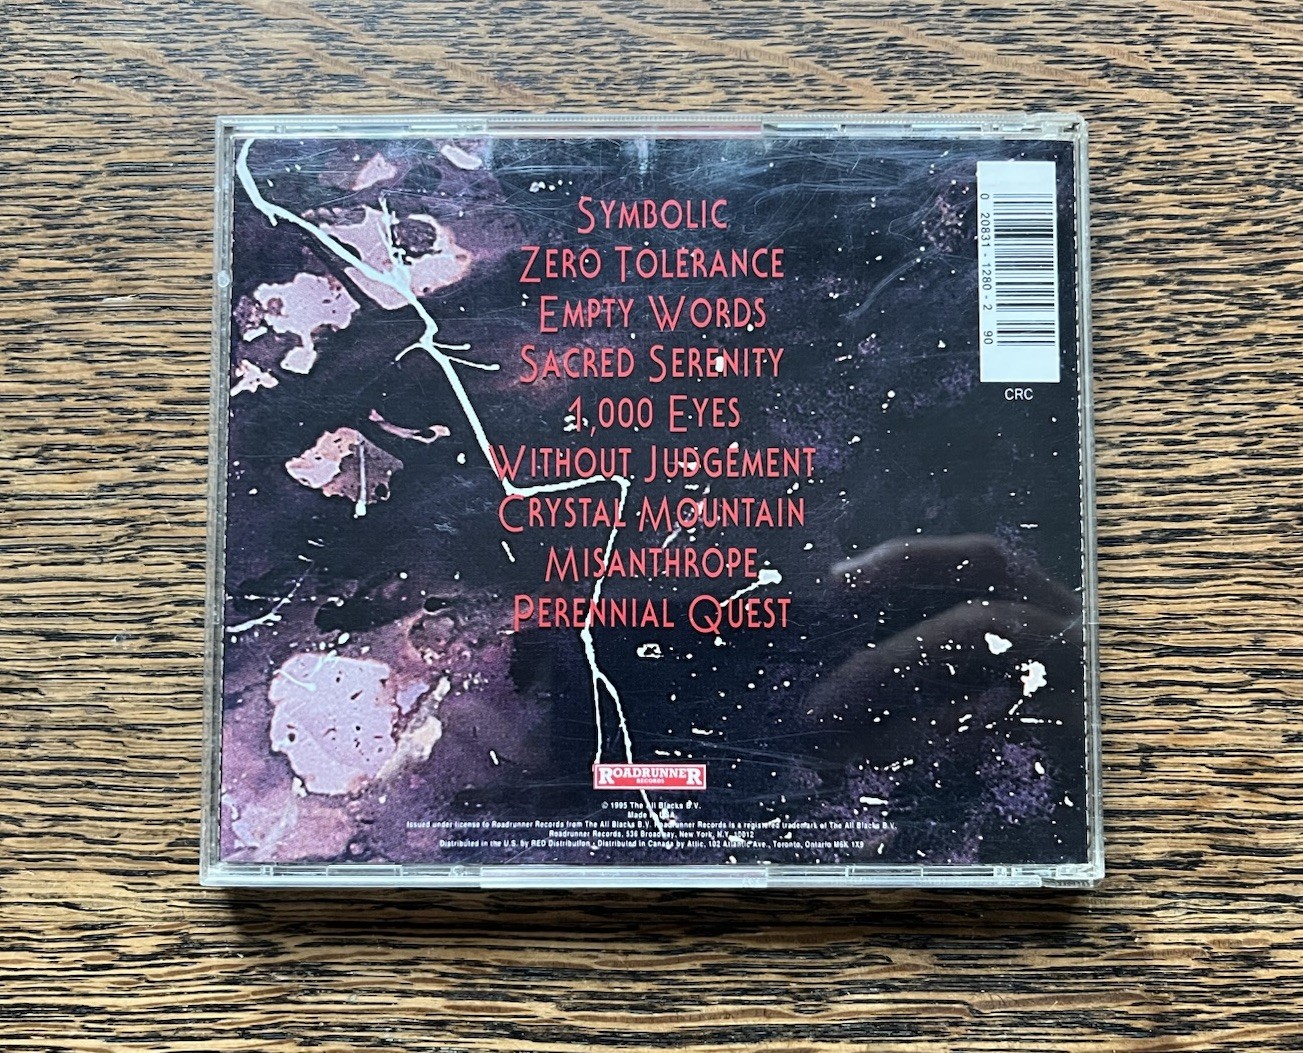 Symbolic
Zero Tolerance
Empty Words
Sacred Serenity
1,000 Eyes
Without Judgement
Crystal Mountain
Misanthrope
Perennial Quest
0 20831-1280-2 90
CRC
ROADRUNNER
RECORDS
© 1995 The All Blacks B.V.
Made in USA
Issued under license to Roadrunner Records from The All Blacks B.V. Roadrunner Records is a registered trademark of The All Blacks B.V.
Roadrunner Records, 536 Broadway, New York, N.Y. 10012
Distributed in the U.S. by RED Distribution • Distributed in Canada by Attic, 102 Atlantic Ave., Toronto, Ontario M6K 1X9